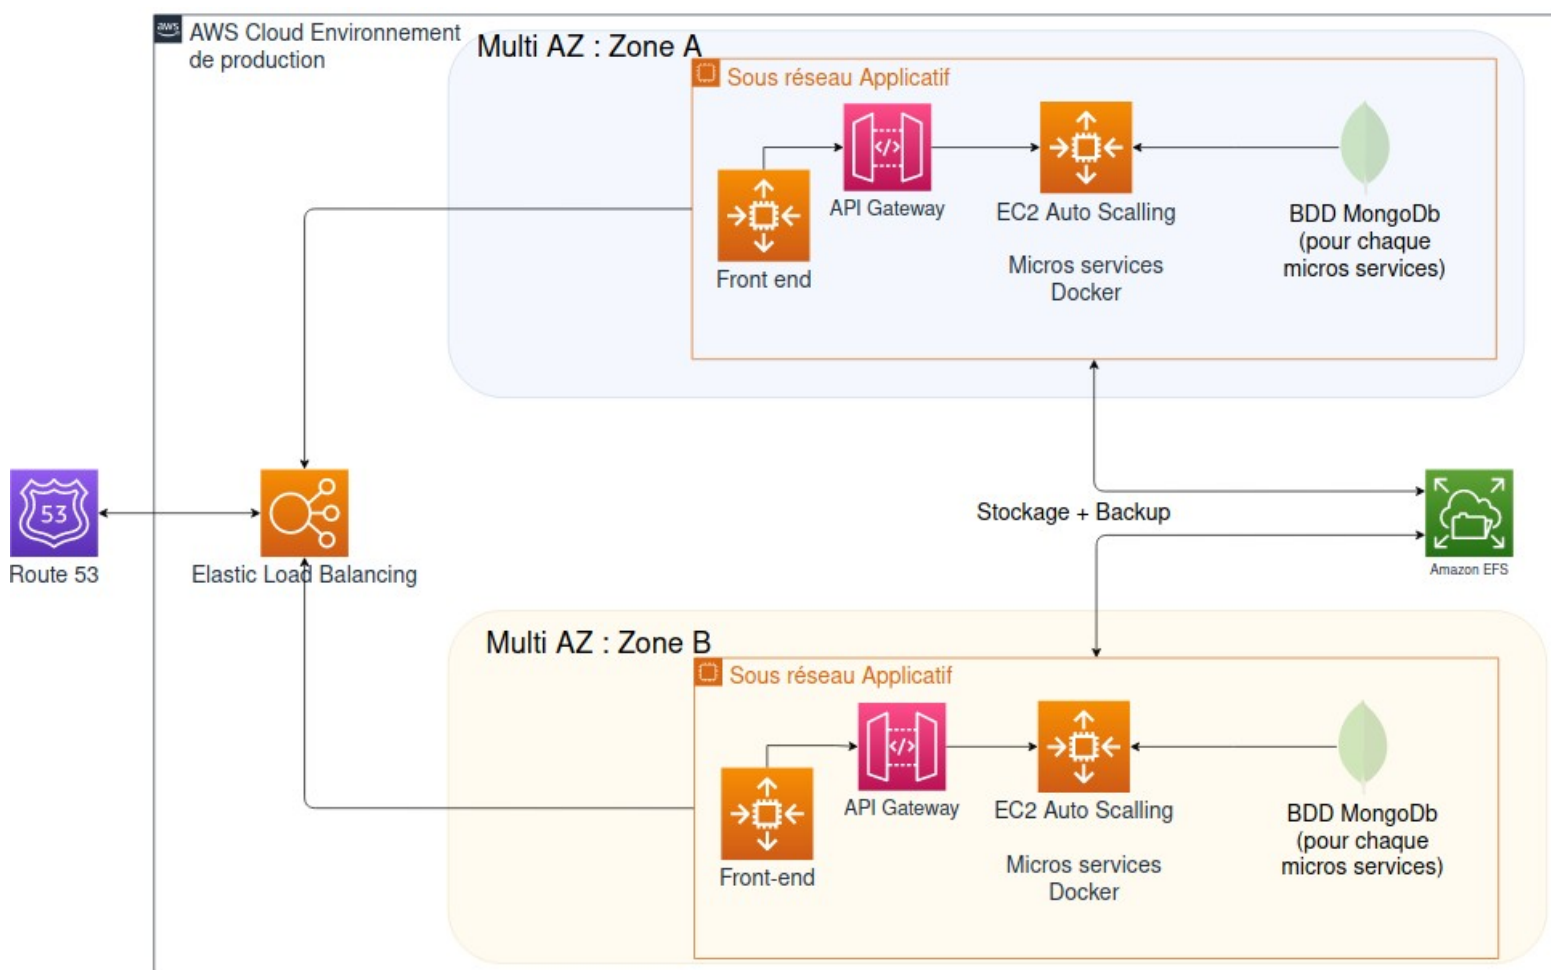 aws
AWS Cloud Environnement
de production
Multi AZ : Zone A
Sous réseau Applicatif
</>
API Gateway
EC2 Auto Scalling
Micros services
Docker
BDD MongoDb
(pour chaque
micros services)
Front end
53
Route 53
Elastic Load Balancing
Stockage + Backup
Amazon EFS
Multi AZ : Zone B
Sous réseau Applicatif
</>
API Gateway
EC2 Auto Scalling
Micros services
Docker
BDD MongoDb
(pour chaque
micros services)
Front-end